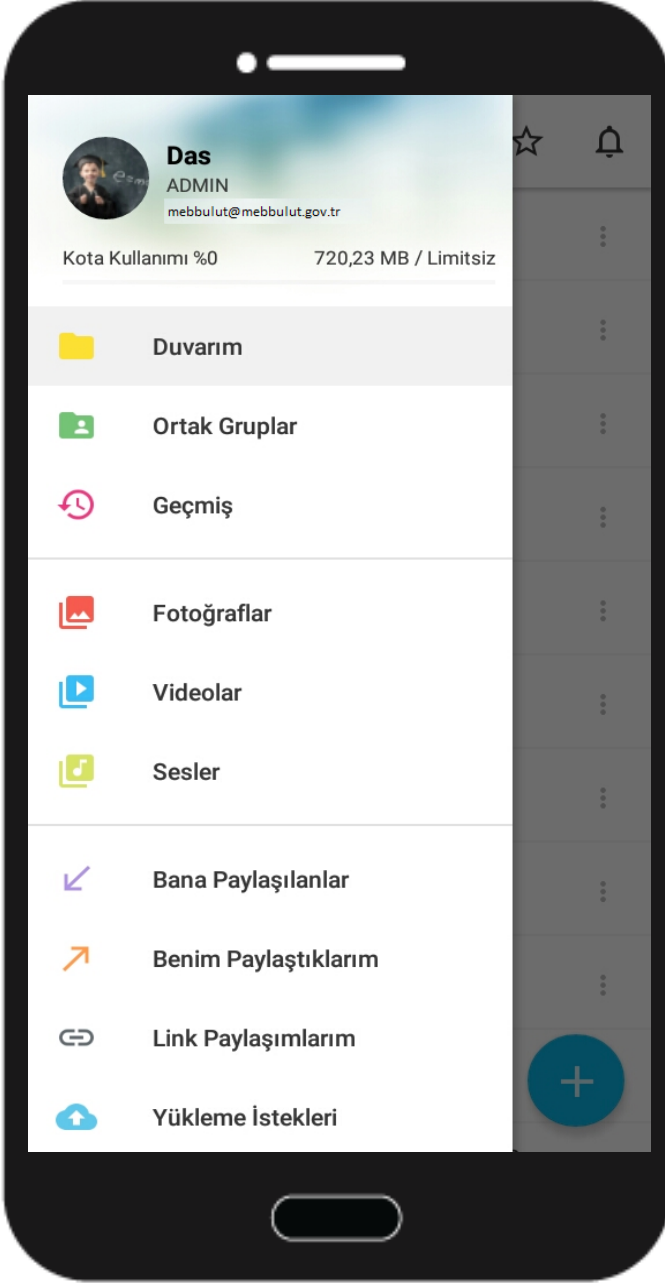 Das
ADMIN
mebbulut@mebbulut.gov.tr
Kota Kullanımı %0 720,23 MB / Limitsiz
Duvarım
Ortak Gruplar
Geçmiş
Fotoğraflar
Videolar
Sesler
Bana Paylaşılanlar
Benim Paylaştıklarım
Link Paylaşımlarım
Yükleme İstekleri